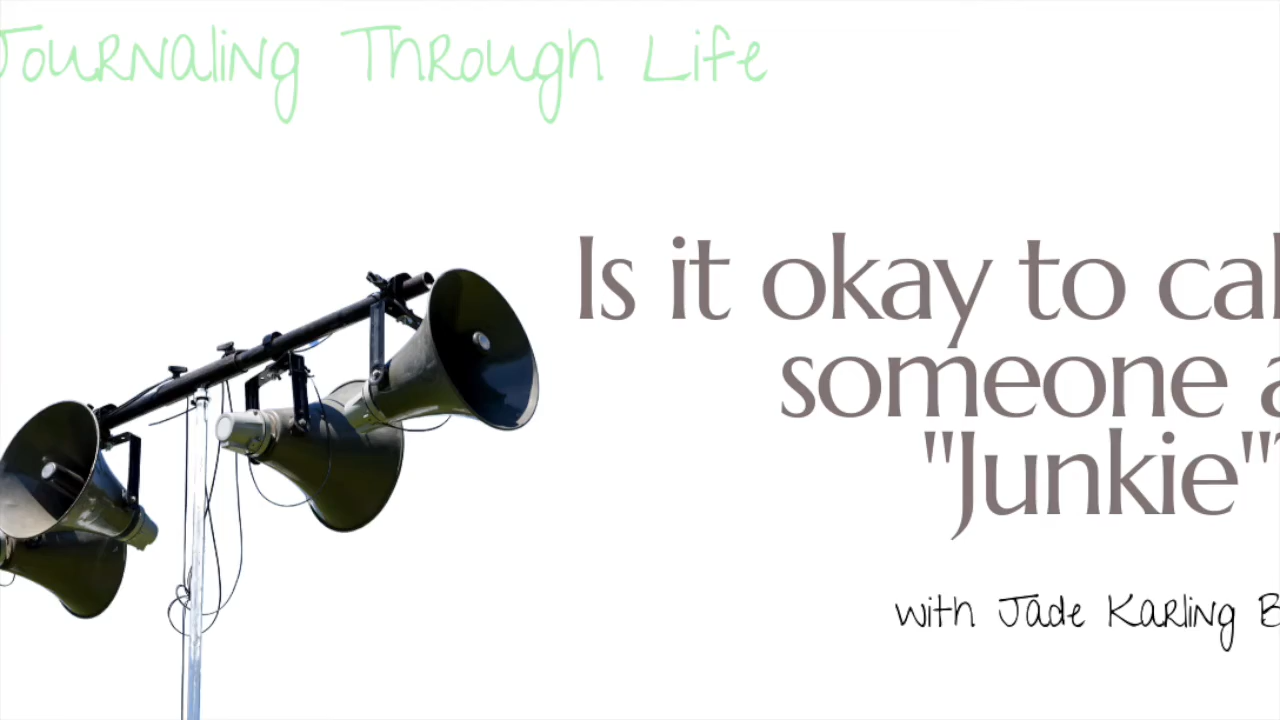 Journaling Through Life
Is it okay to cal
someone a
"Junkie"?
with Jade Karling B